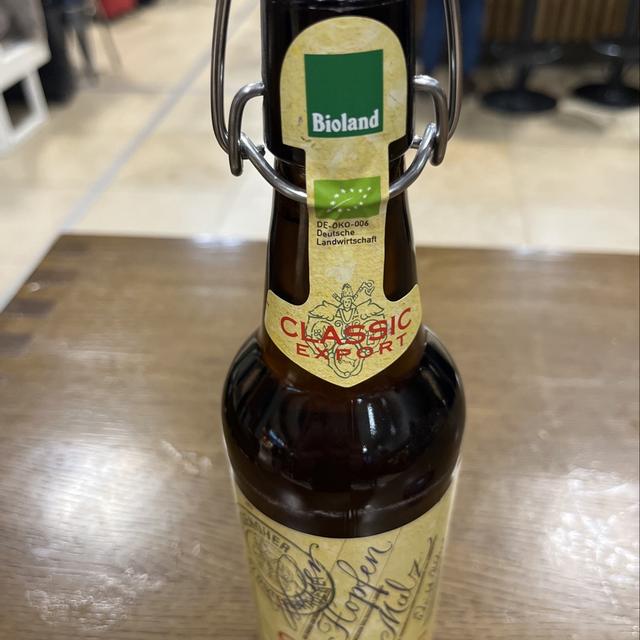 Bioland
DE-ÖKO-006
Deutsche
Landwirtschaft
CLASSIC
EXPORT
Hopfen
Malz